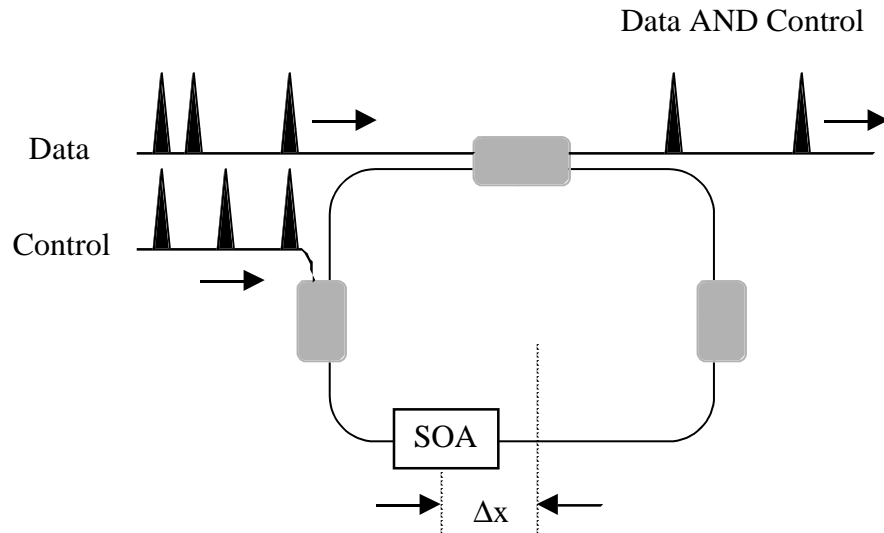 Data AND Control
Data
Control
SOA
Δx